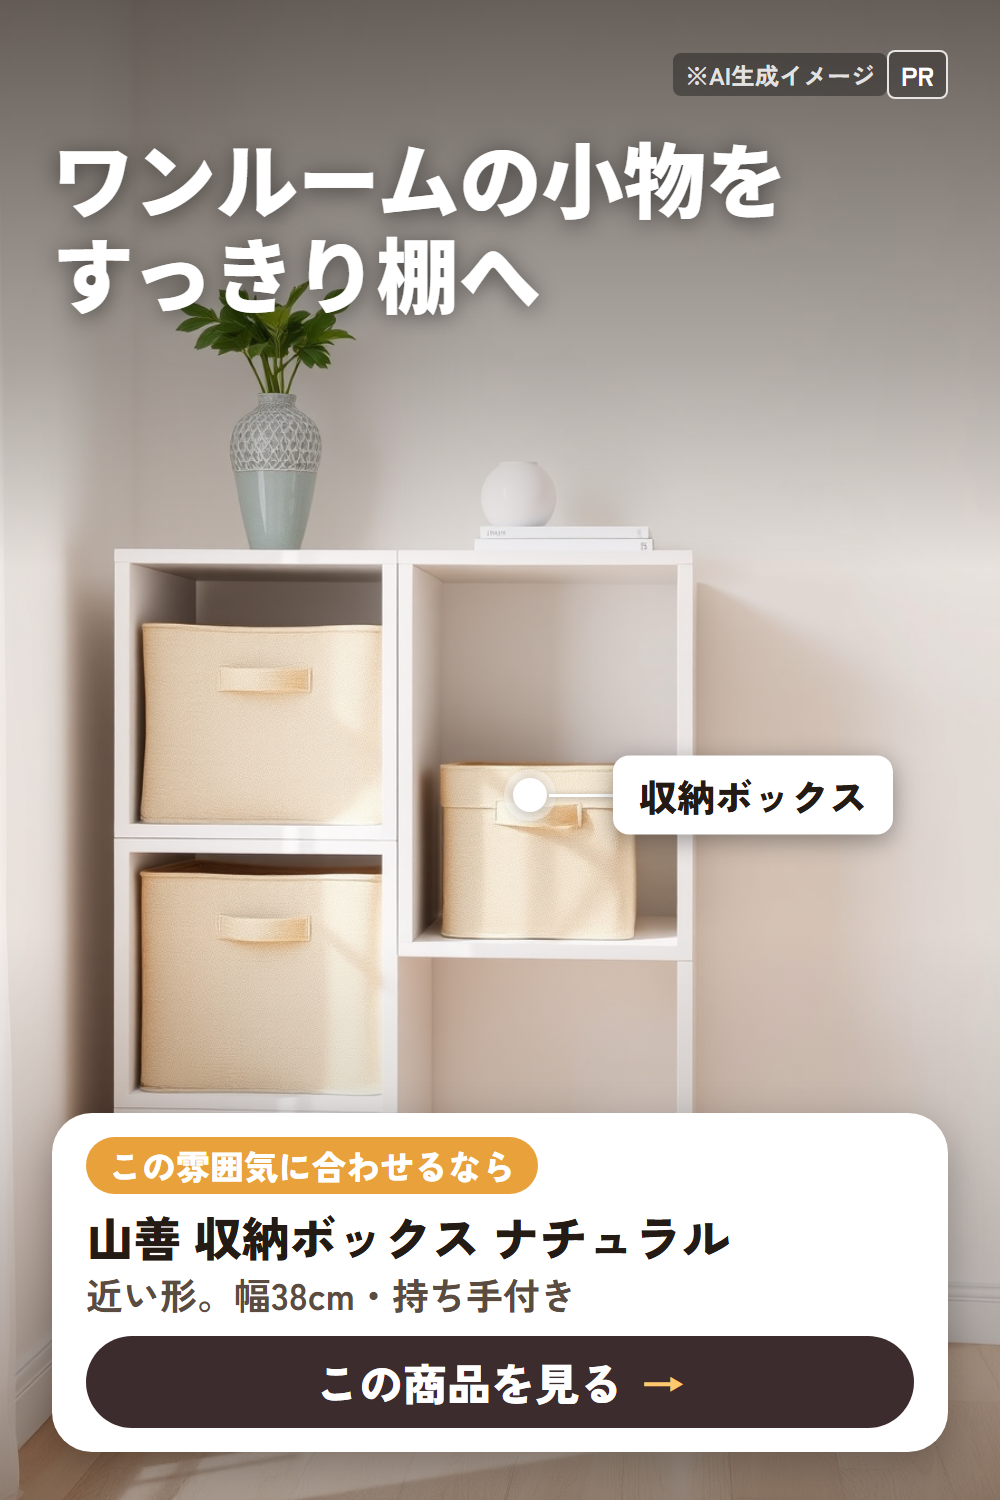 ※AI生成イメージ
PR
ワンルームの小物を
すっきり棚へ
収納ボックス
この雰囲気に合わせるなら
山善 収納ボックス ナチュラル
近い形。幅38cm・持ち手付き
この商品を見る →